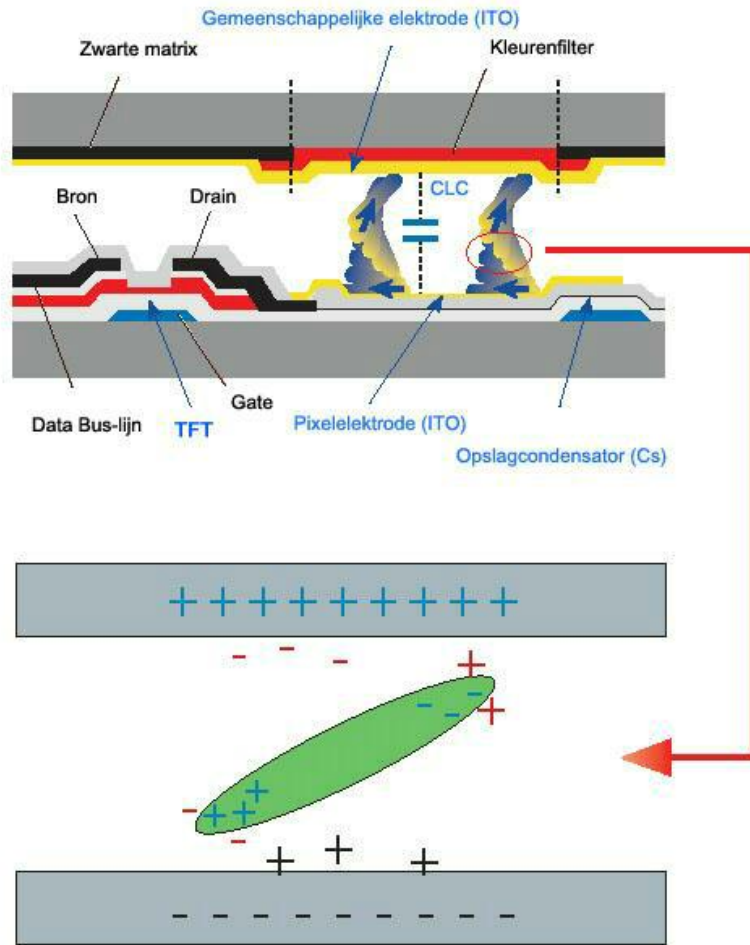 Gemeenschappelijke elektrode (ITO)
Zwarte matrix
Kleurenfilter
CLC
Bron
Drain
Data Bus-lijn
TFT
Gate
Pixelelektrode (ITO)
Opslagcondensator (Cs)
+ + + + + + + + +
- - - +
- - - +
+ + + - -
+ + +
- - - - - - - - -